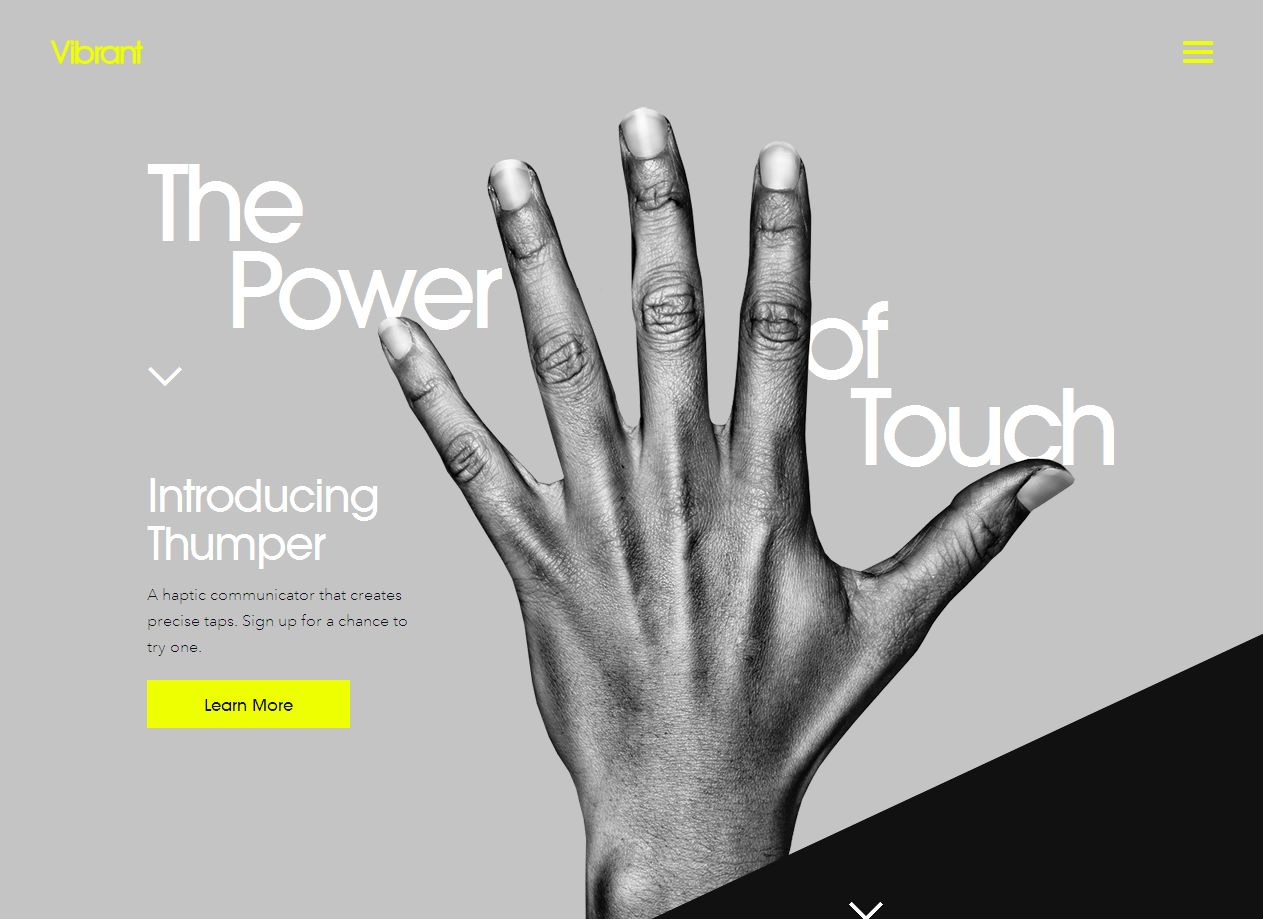 Vibrant
The
Power
of
Touch
Introducing
Thumper
A haptic communicator that creates
precise taps. Sign up for a chance to
try one.
Learn More